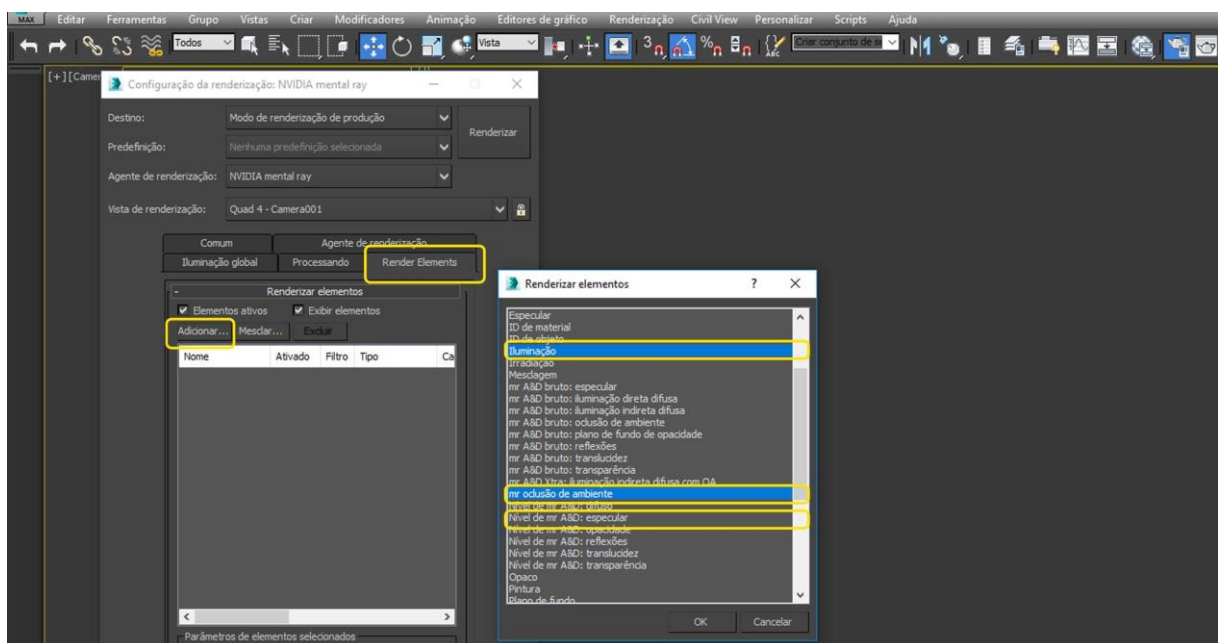 MAX Editar Ferramentas Grupo Vistas Criar Modificadores Animação Editores de gráfico Renderização Civil View Personalizar Scripts Ajuda
Todos Vista 3 % ABC Criar conjunto de se
[+][Camer
Configuração da renderização: NVIDIA mental ray
Destino: Modo de renderização de produção
Renderizar
Predefinição: Nenhuma predefinição selecionada
Agente de renderização: NVIDIA mental ray
Vista de renderização: Quad 4 - Camera001
Comum Agente de renderização
Iluminação global Processando Render Elements
- Renderizar elementos
Elementos ativos Exibir elementos
Adicionar... Mesclar... Excluir
Nome Ativado Filtro Tipo Ca
Parâmetros de elementos selecionados
Renderizar elementos ?
Especular
ID de material
ID de objeto
Iluminação
Irradiação
Mesclagem
mr A&D bruto: especular
mr A&D bruto: iluminação direta difusa
mr A&D bruto: iluminação indireta difusa
mr A&D bruto: oclusão de ambiente
mr A&D bruto: plano de fundo de opacidade
mr A&D bruto: reflexões
mr A&D bruto: translucidez
mr A&D bruto: transparência
mr A&D Xtra: iluminação indireta difusa com OA
mr oclusão de ambiente
Nível de mr A&D: difuso
Nível de mr A&D: especular
Nível de mr A&D: opacidade
Nível de mr A&D: reflexões
Nível de mr A&D: translucidez
Nível de mr A&D: transparência
Opaco
Pintura
Plano de fundo
OK Cancelar